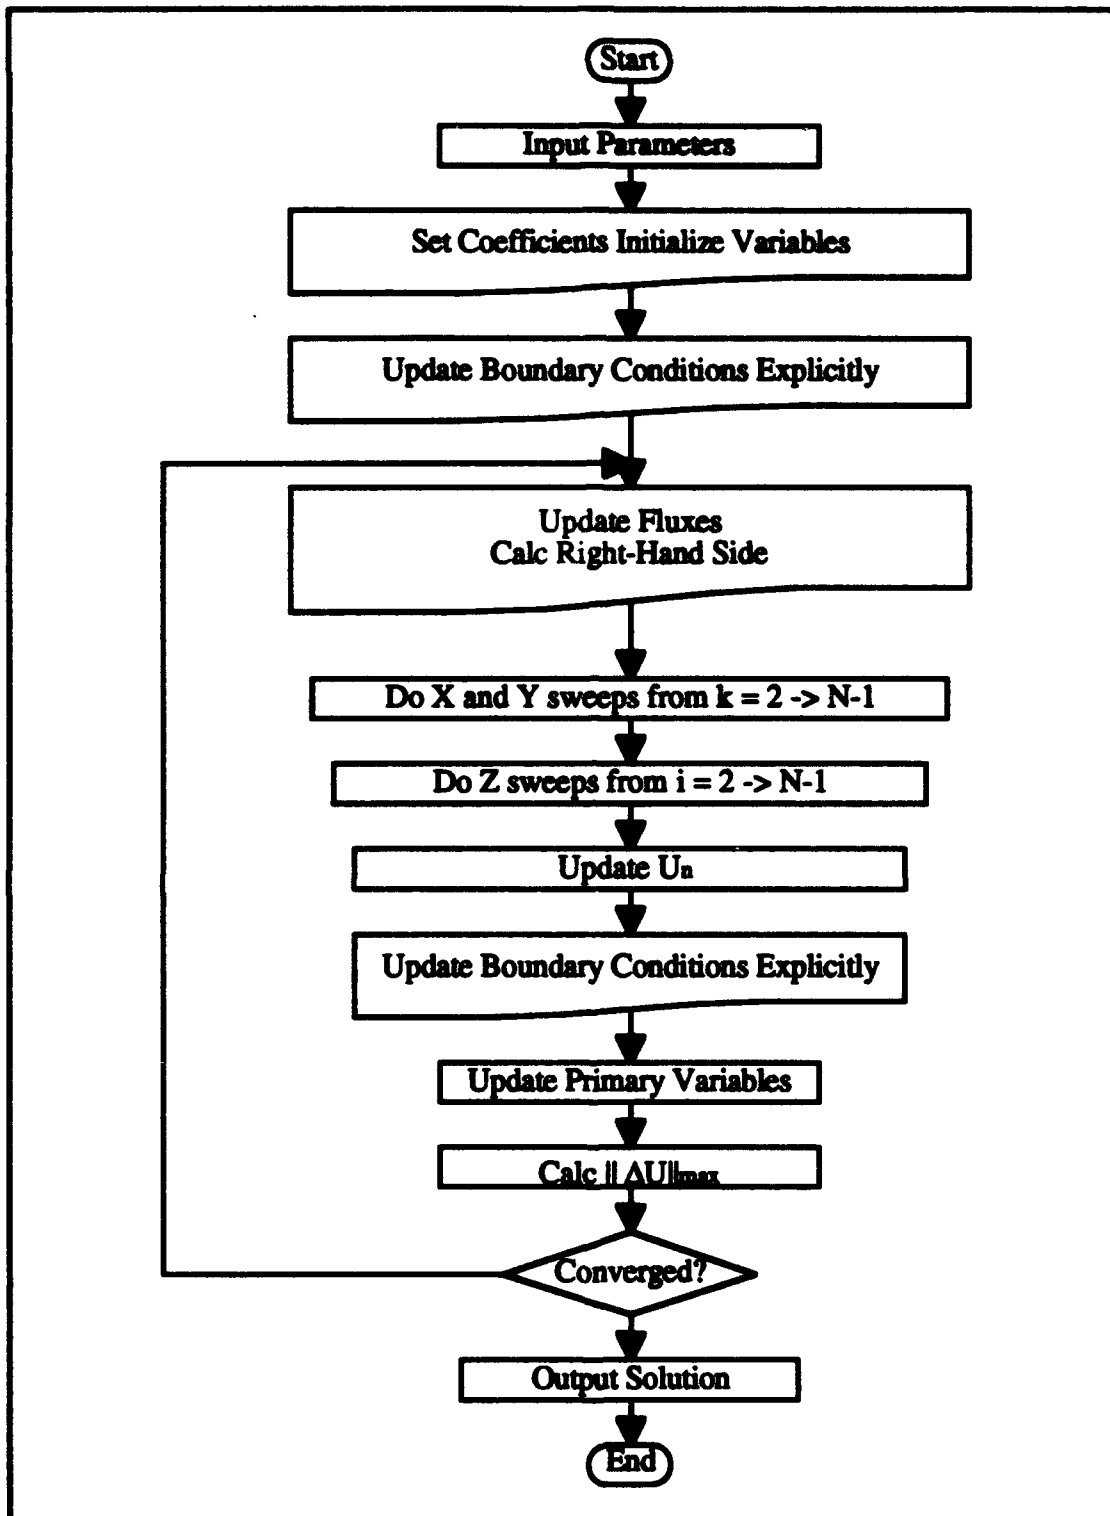 Start
Input Parameters
Set Coefficients Initialize Variables
Update Boundary Conditions Explicitly
Update Fluxes
Calc Right-Hand Side
Do X and Y sweeps from k = 2 -> N-1
Do Z sweeps from i = 2 -> N-1
Update Un
Update Boundary Conditions Explicitly
Update Primary Variables
Calc || ΔU||max
Converged?
Output Solution
End